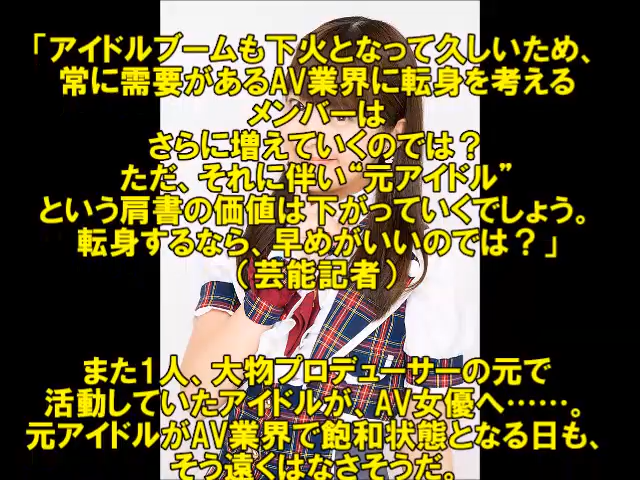 「アイドルブームも下火となって久しいため、
常に需要があるAV業界に転身を考える
メンバーは
さらに増えていくのでは？
ただ、それに伴い“元アイドル”
という肩書の価値は下がっていくでしょう。
転身するなら、早めがいいのでは？」
（芸能記者）
また1人、大物プロデューサーの元で
活動していたアイドルが、AV女優へ……。
元アイドルがAV業界で飽和状態となる日も、
そう遠くはなさそうだ。